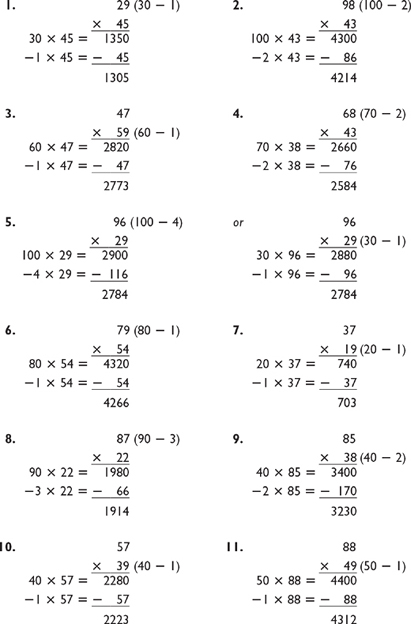 1. 29 (30 − 1)
× 45
30 × 45 = 1350
−1 × 45 = − 45
1305
2. 98 (100 − 2)
× 43
100 × 43 = 4300
−2 × 43 = − 86
4214
3. 47
× 59 (60 − 1)
60 × 47 = 2820
−1 × 47 = − 47
2773
4. 68 (70 − 2)
× 43
70 × 38 = 2660
−2 × 38 = − 76
2584
5. 96 (100 − 4)
× 29
100 × 29 = 2900
−4 × 29 = − 116
2784
or 96
× 29 (30 − 1)
30 × 96 = 2880
−1 × 96 = − 96
2784
6. 79 (80 − 1)
× 54
80 × 54 = 4320
−1 × 54 = − 54
4266
7. 37
× 19 (20 − 1)
20 × 37 = 740
−1 × 37 = − 37
703
8. 87 (90 − 3)
× 22
90 × 22 = 1980
−3 × 22 = − 66
1914
9. 85
× 38 (40 − 2)
40 × 85 = 3400
−2 × 85 = − 170
3230
10. 57
× 39 (40 − 1)
40 × 57 = 2280
−1 × 57 = − 57
2223
11. 88
× 49 (50 − 1)
50 × 88 = 4400
−1 × 88 = − 88
4312